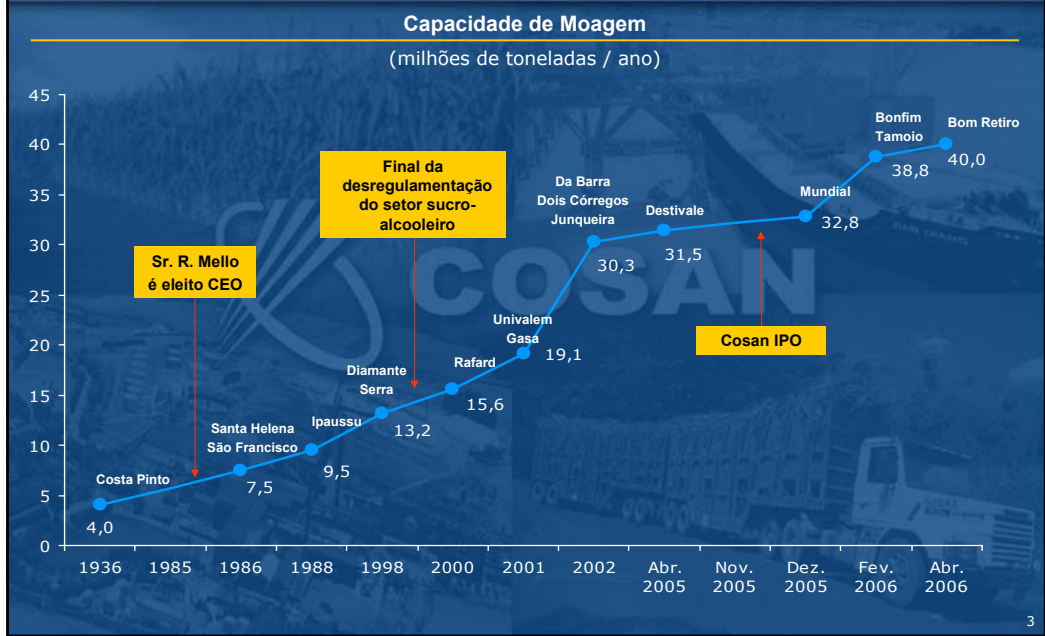 Capacidade de Moagem
(milhões de toneladas / ano)
45
40
35
30
25
20
15
10
5
0
Costa Pinto
4,0
Sr. R. Mello
é eleito CEO
Santa Helena
São Francisco
7,5
Ipaussu
9,5
Diamante
Serra
13,2
Final da
desregulamentação
do setor sucro-
alcooleiro
Rafard
15,6
Univalem
Gasa
19,1
Da Barra
Dois Córregos
Junqueira
30,3
Destivale
31,5
Cosan IPO
Mundial
32,8
Bonfim
Tamoio
38,8
Bom Retiro
40,0
COSAN
1936
1985
1986
1988
1998
2000
2001
2002
Abr.
2005
Nov.
2005
Dez.
2005
Fev.
2006
Abr.
2006
3